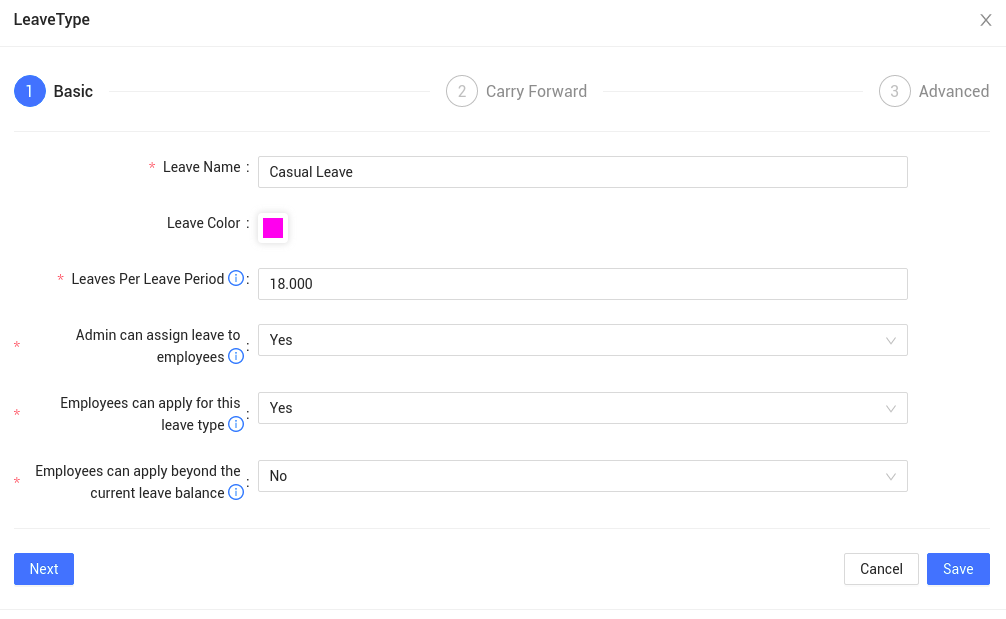 LeaveType
1 Basic 2 Carry Forward 3 Advanced
* Leave Name : Casual Leave
Leave Color :
* Leaves Per Leave Period : 18.000
Admin can assign leave to
* employees : Yes
Employees can apply for this
* leave type : Yes
Employees can apply beyond the
* current leave balance : No
Next Cancel Save